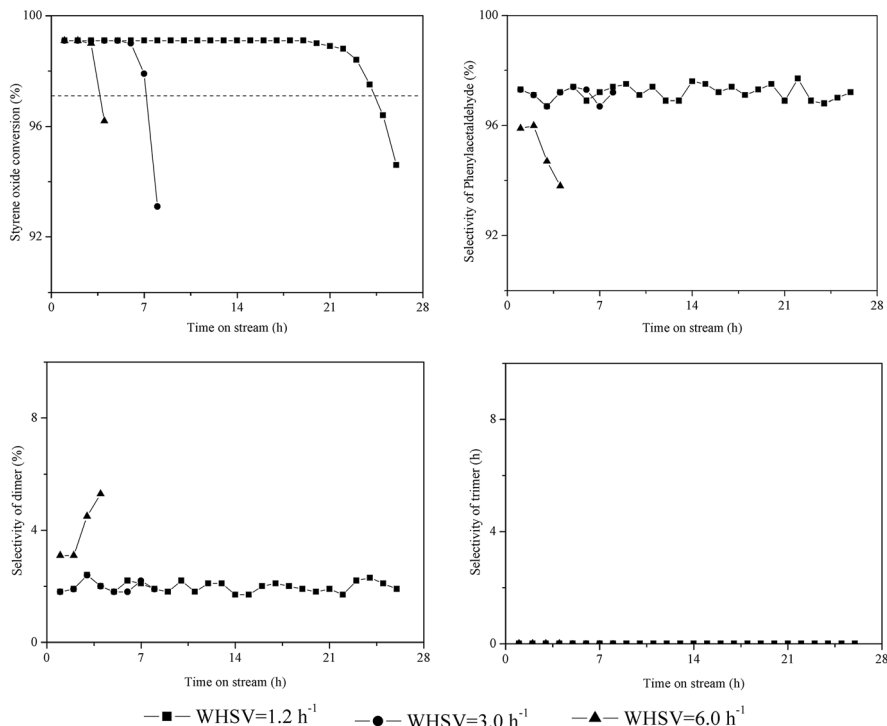 100
96
92
Styrene oxide conversion (%)
0
7
14
21
28
Time on stream (h)
100
96
92
Selectivity of Phenylacetaldehyde (%)
0
7
14
21
28
Time on stream (h)
8
4
0
Selectivity of dimer (%)
0
7
14
21
28
Time on stream (h)
8
4
0
Selectivity of trimer (h)
0
7
14
21
28
Time on stream (h)
WHSV=1.2 h⁻¹
WHSV=3.0 h⁻¹
WHSV=6.0 h⁻¹